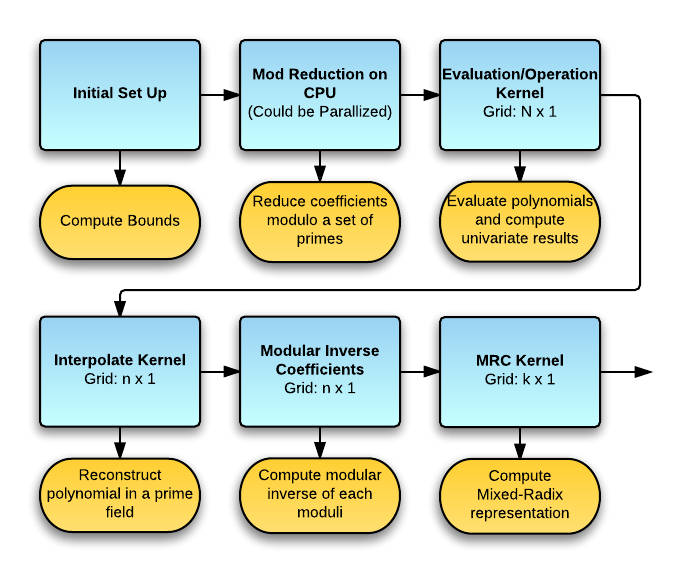 Initial Set Up
Mod Reduction on
CPU
(Could be Parallized)
Evaluation/Operation
Kernel
Grid: N x 1
Compute Bounds
Reduce coefficients
modulo a set of
primes
Evaluate polynomials
and compute
univariate results
Interpolate Kernel
Grid: n x 1
Modular Inverse
Coefficients
Grid: n x 1
MRC Kernel
Grid: k x 1
Reconstruct
polynomial in a prime
field
Compute modular
inverse of each
moduli
Compute
Mixed-Radix
representation